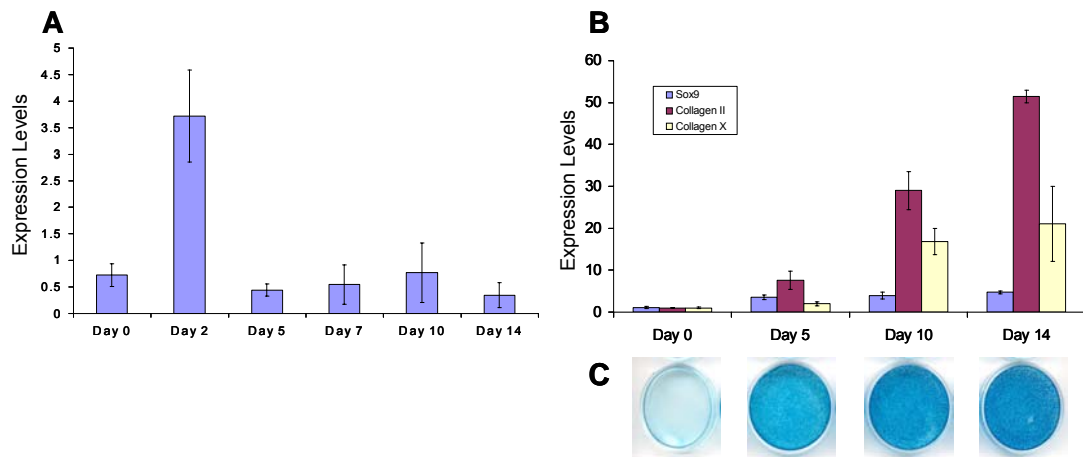 A
Expression Levels
5
4.5
4
3.5
3
2.5
2
1.5
1
0.5
0
Day 0 Day 2 Day 5 Day 7 Day 10 Day 14
B
Expression Levels
60
50
40
30
20
10
0
Sox9
Collagen II
Collagen X
Day 0 Day 5 Day 10 Day 14
C